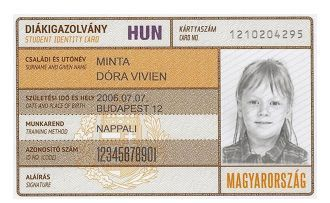 DIÁKIGAZOLVÁNY
STUDENT IDENTITY CARD
HUN
KÁRTYASZÁM
CARD NO
1210204295
CSALÁDI ÉS UTÓNÉV
SURNAME AND GIVEN NAME
MINTA
DÓRA VIVIEN
SZÜLETÉSI IDŐ ÉS HELY
DATE AND PLACE OF BIRTH
2006.07.07.
BUDAPEST 12
MUNKAREND
TRAINING METHOD
NAPPALI
AZONOSÍTÓ SZÁM
ID NO. (CODE)
12345678901
ALÁÍRÁS
SIGNATURE
MAGYARORSZÁG